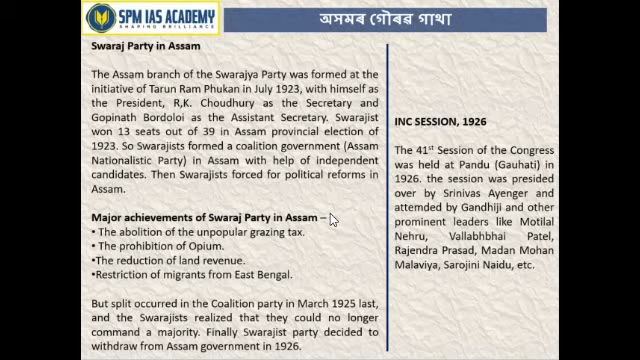 SPM IAS ACADEMY
SHAPING BRILLIANCE
অসমৰ গৌৰৱ গাথা
Swaraj Party in Assam
The Assam branch of the Swarajya Party was formed at the
initiative of Tarun Ram Phukan in July 1923, with himself as
the President, R,K. Choudhury as the Secretary and
Gopinath Bordoloi as the Assistant Secretary. Swarajist
won 13 seats out of 39 in Assam provincial election of
1923. So Swarajists formed a coalition government (Assam
Nationalistic Party) in Assam with help of independent
candidates. Then Swarajists forced for political reforms in
Assam.
Major achievements of Swaraj Party in Assam –
• The abolition of the unpopular grazing tax.
• The prohibition of Opium.
•The reduction of land revenue.
•Restriction of migrants from East Bengal.
But split occurred in the Coalition party in March 1925 last,
and the Swarajists realized that they could no longer
command a majority. Finally Swarajist party decided to
withdraw from Assam government in 1926.
INC SESSION, 1926
The 41st Session of the Congress
was held at Pandu (Gauhati) in
1926. the session was presided
over by Srinivas Ayenger and
attemded by Gandhiji and other
prominent leaders like Motilal
Nehru, Vallabhbhai Patel,
Rajendra Prasad, Madan Mohan
Malaviya, Sarojini Naidu, etc.